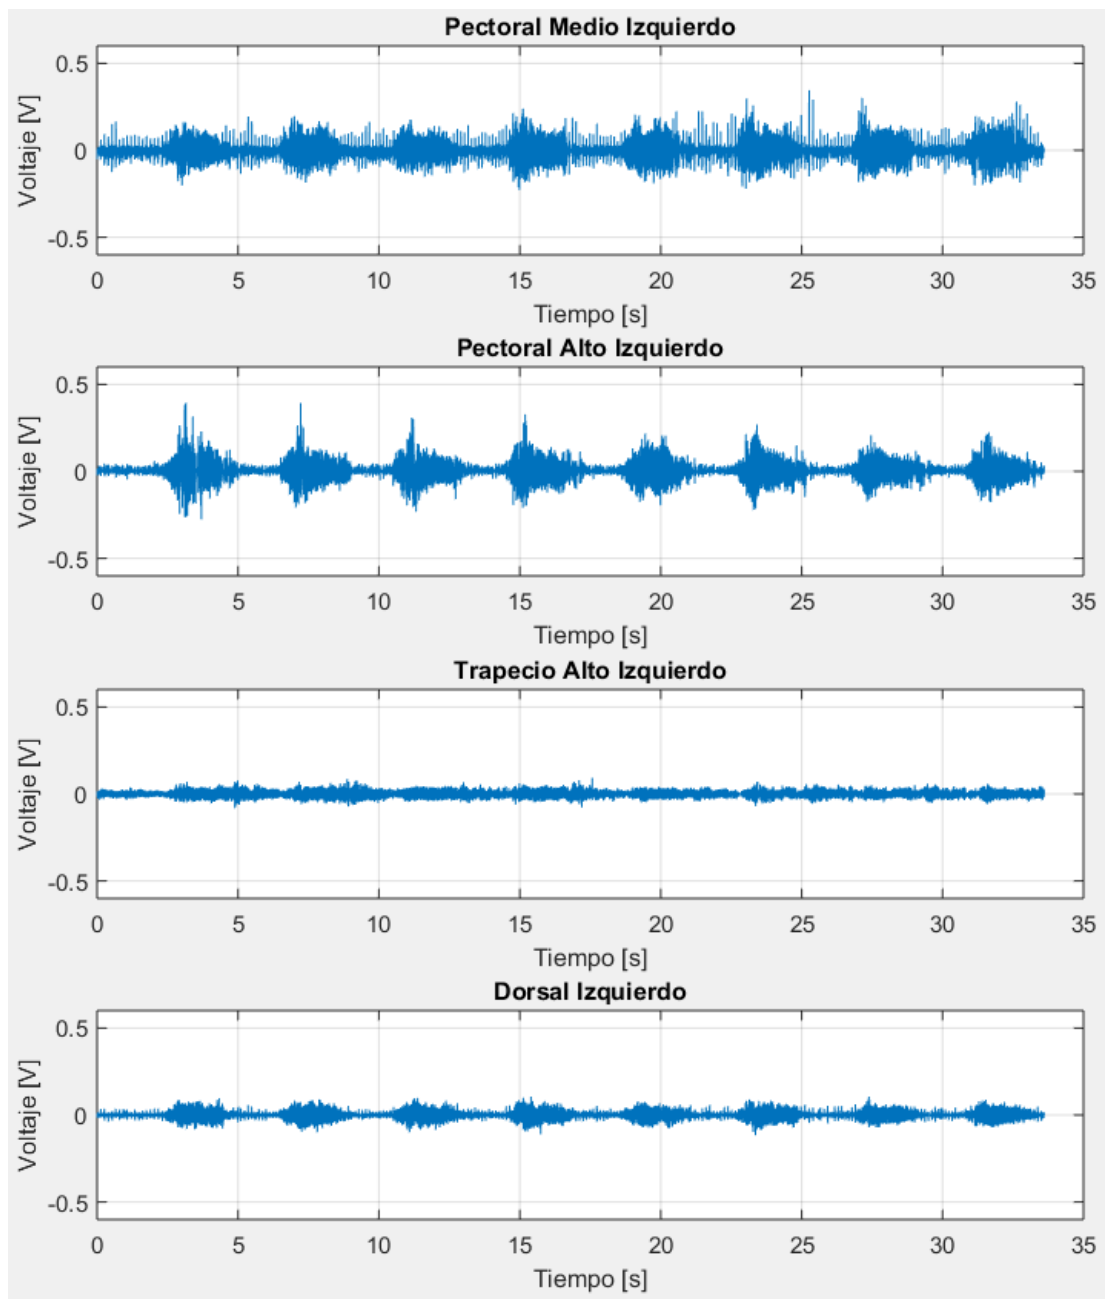 Pectoral Medio Izquierdo
0.5
0
-0.5
Voltaje [V]
0 5 10 15 20 25 30 35
Tiempo [s]
Pectoral Alto Izquierdo
0.5
0
-0.5
Voltaje [V]
0 5 10 15 20 25 30 35
Tiempo [s]
Trapecio Alto Izquierdo
0.5
0
-0.5
Voltaje [V]
0 5 10 15 20 25 30 35
Tiempo [s]
Dorsal Izquierdo
0.5
0
-0.5
Voltaje [V]
0 5 10 15 20 25 30 35
Tiempo [s]